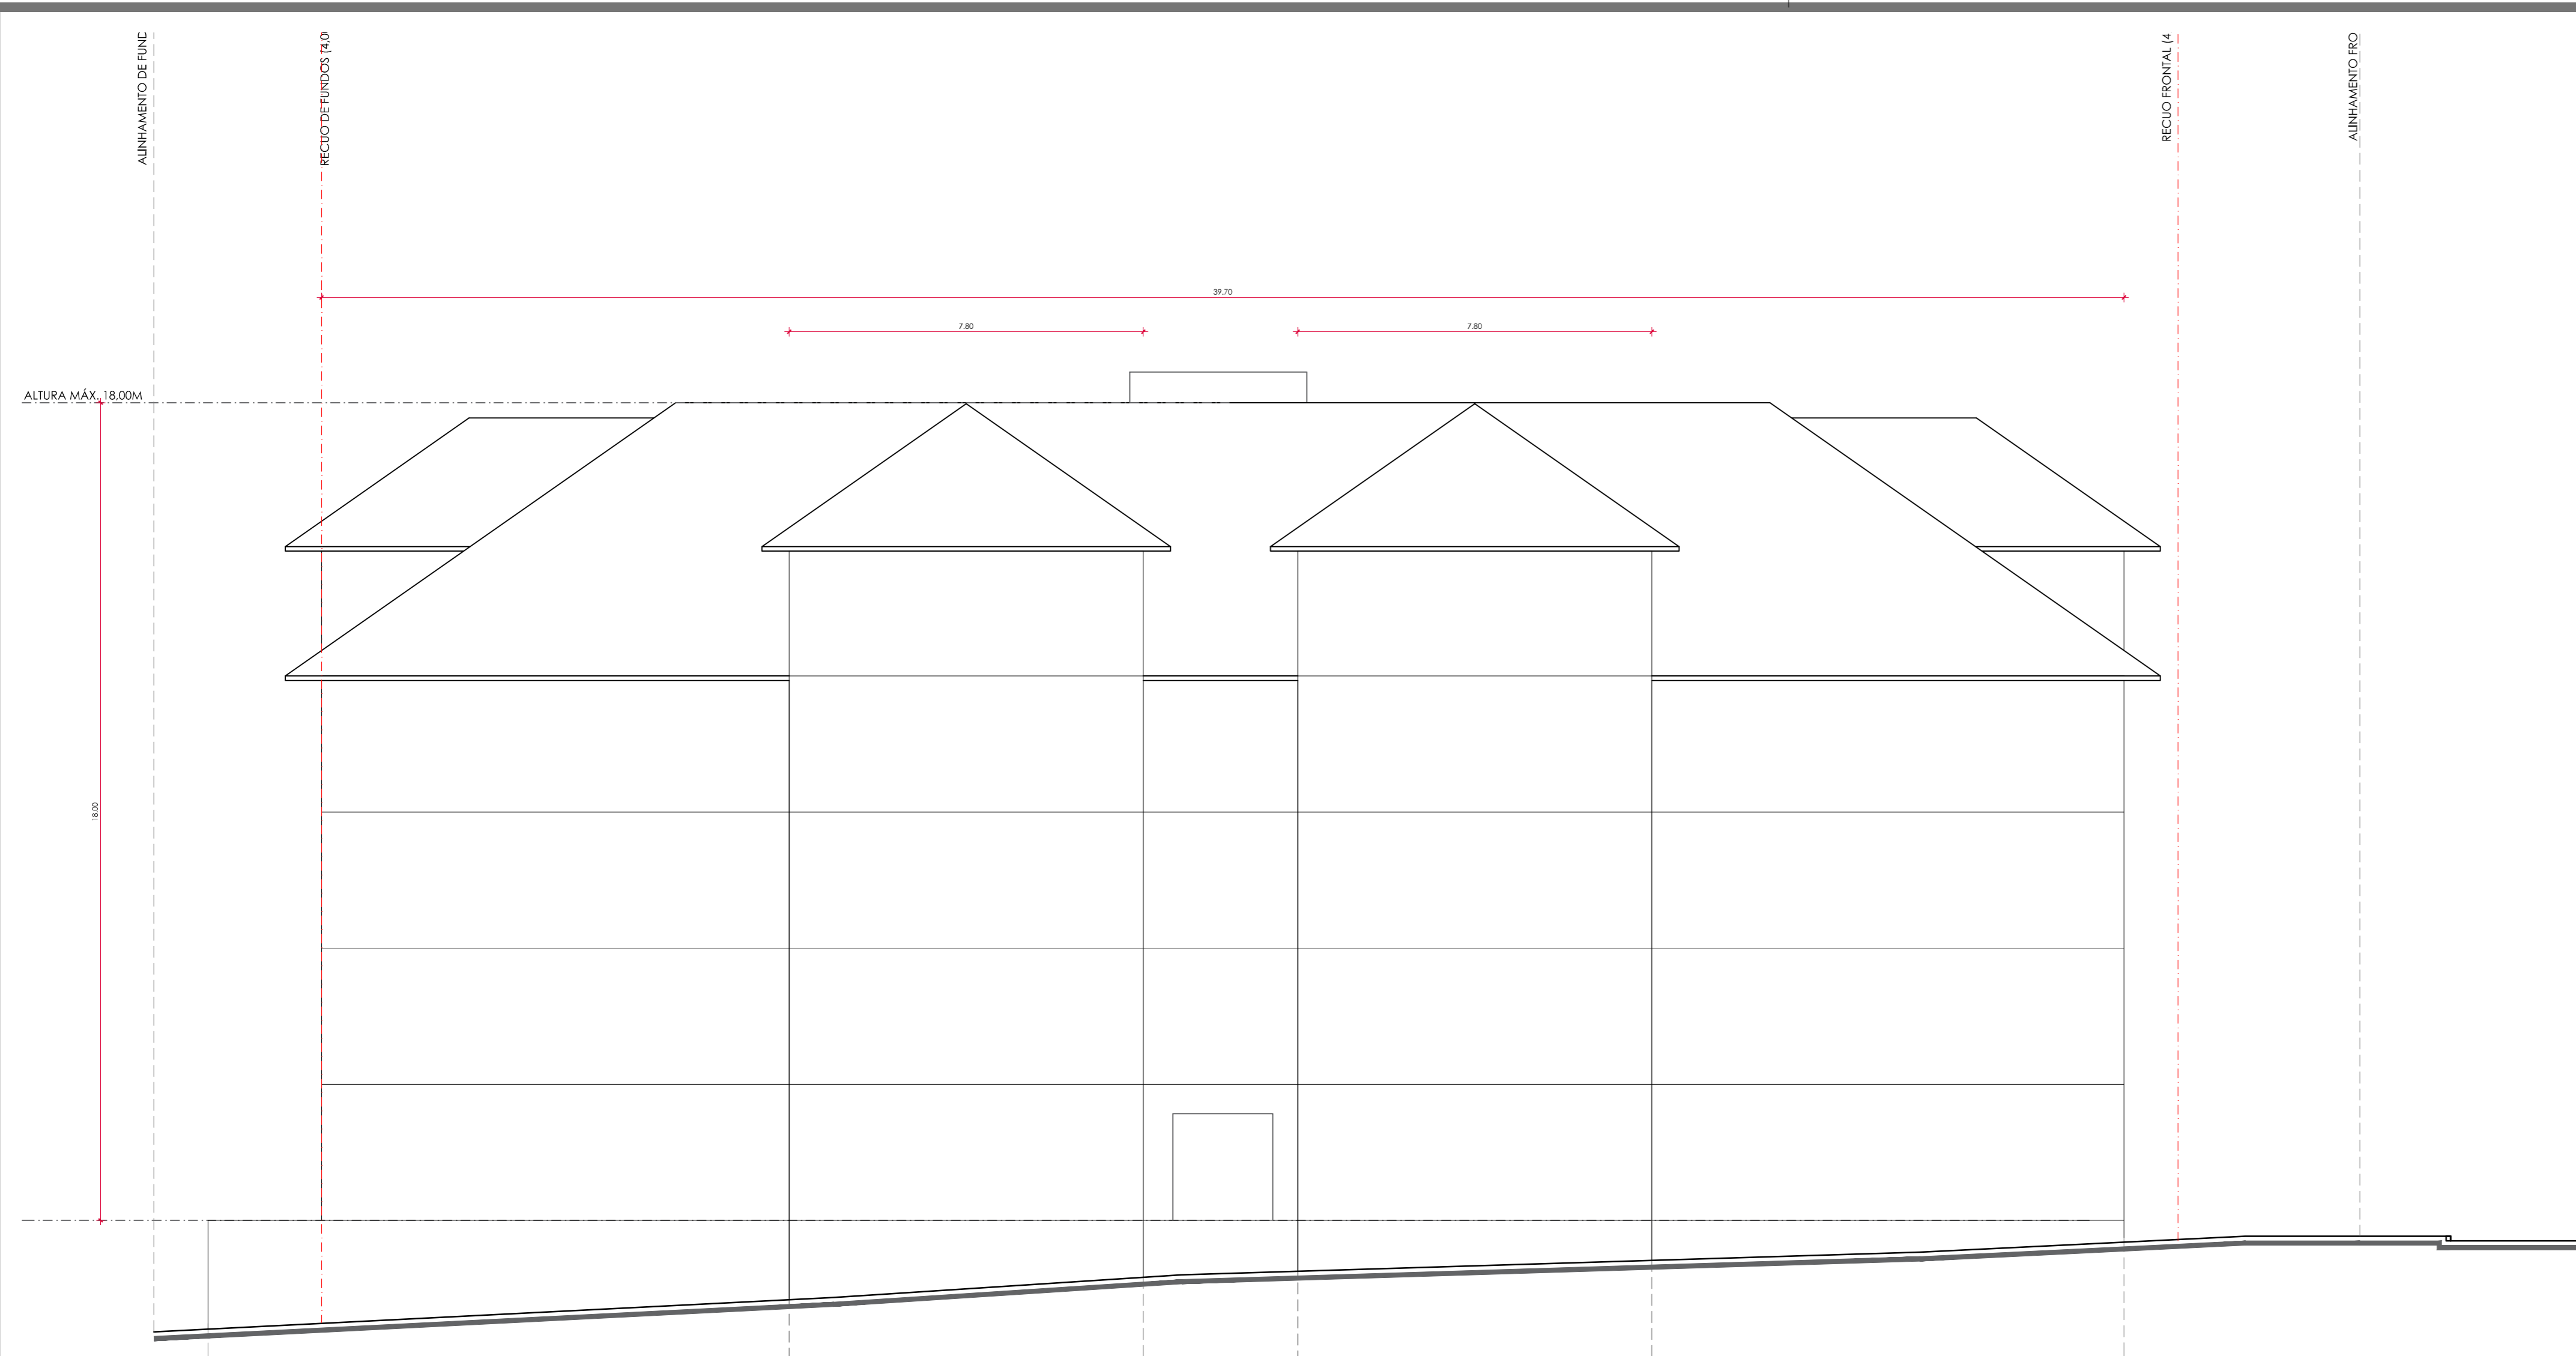 ALINHAMENTO DE FUND
RECUO DE FUNDOS (4,0
RECUO FRONTAL (4
ALINHAMENTO FRO
39.70
7.80
7.80
ALTURA MÁX. 18,00M
18.00